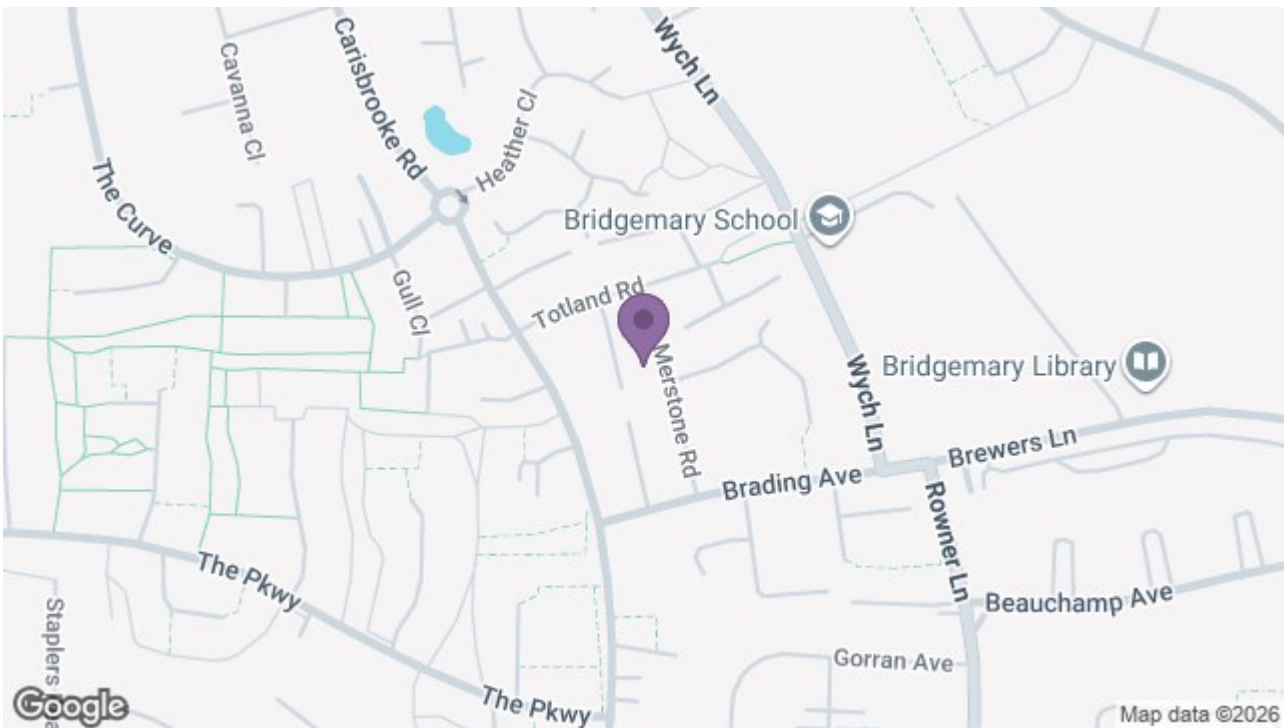 Wych Ln
Carisbrooke Rd
Cavanna Cl
Heather Cl
The Curve
Bridgemary School
Gull Cl
Totland Rd
Merstone Rd
Wych Ln
Bridgemary Library
Brewers Ln
Brading Ave
Rowner Ln
The Pkwy
Beauchamp Ave
Staplers
Gorran Ave
The Pkwy
Google
Map data ©2026